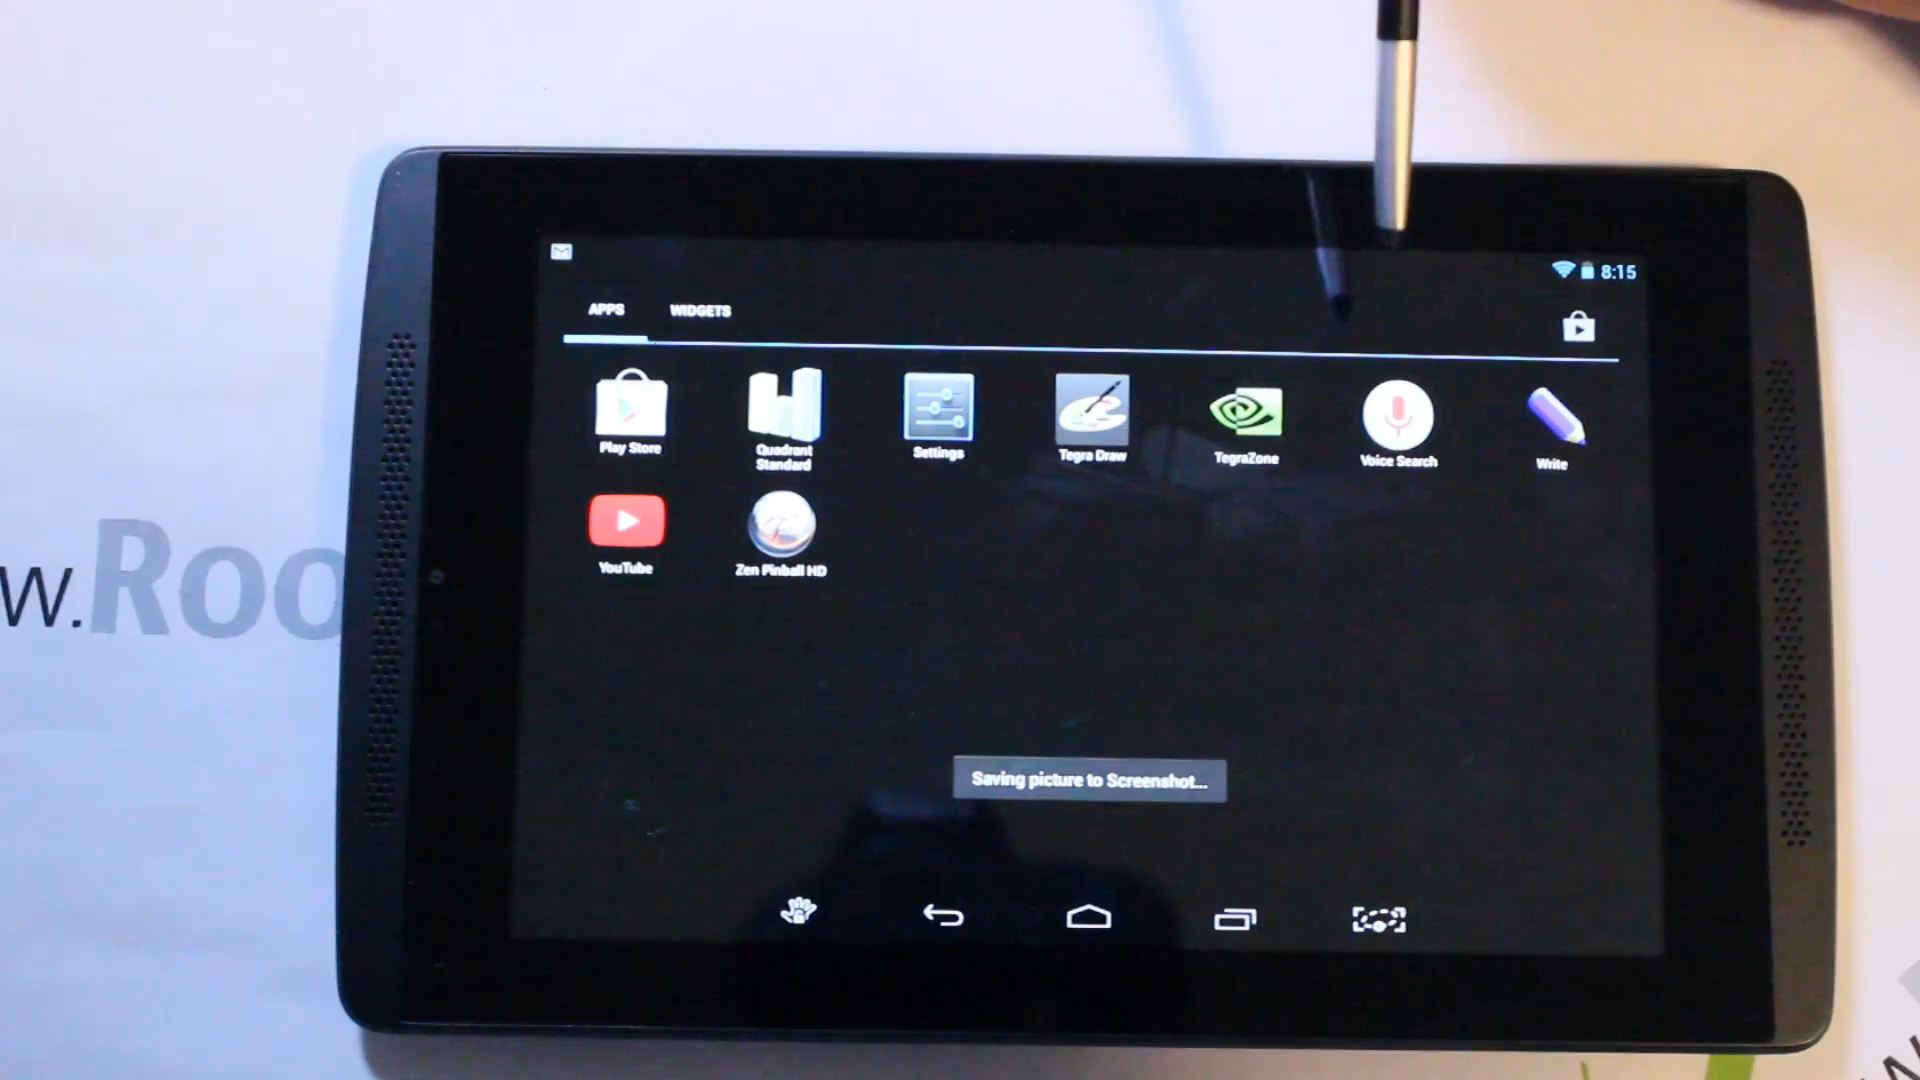 8:15
APPS WIDGETS
Play Store Quadrant Standard Settings Tegra Draw TegraZone Voice Search Write
YouTube Zen Pinball HD
w.Roo
Saving picture to Screenshot...